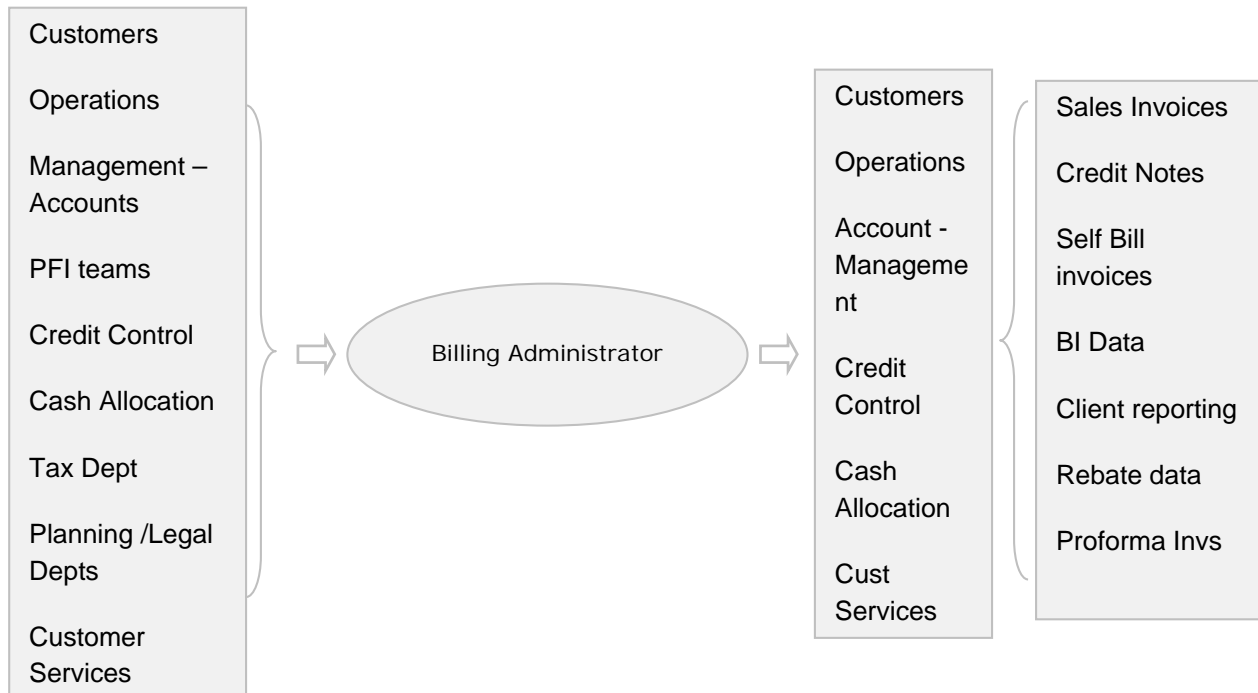 Customers
Operations
Management –
Accounts
PFI teams
Credit Control
Cash Allocation
Tax Dept
Planning /Legal
Depts
Customer
Services
Billing Administrator
Customers
Operations
Account -
Manageme
nt
Credit
Control
Cash
Allocation
Cust
Services
Sales Invoices
Credit Notes
Self Bill
invoices
BI Data
Client reporting
Rebate data
Proforma Invs